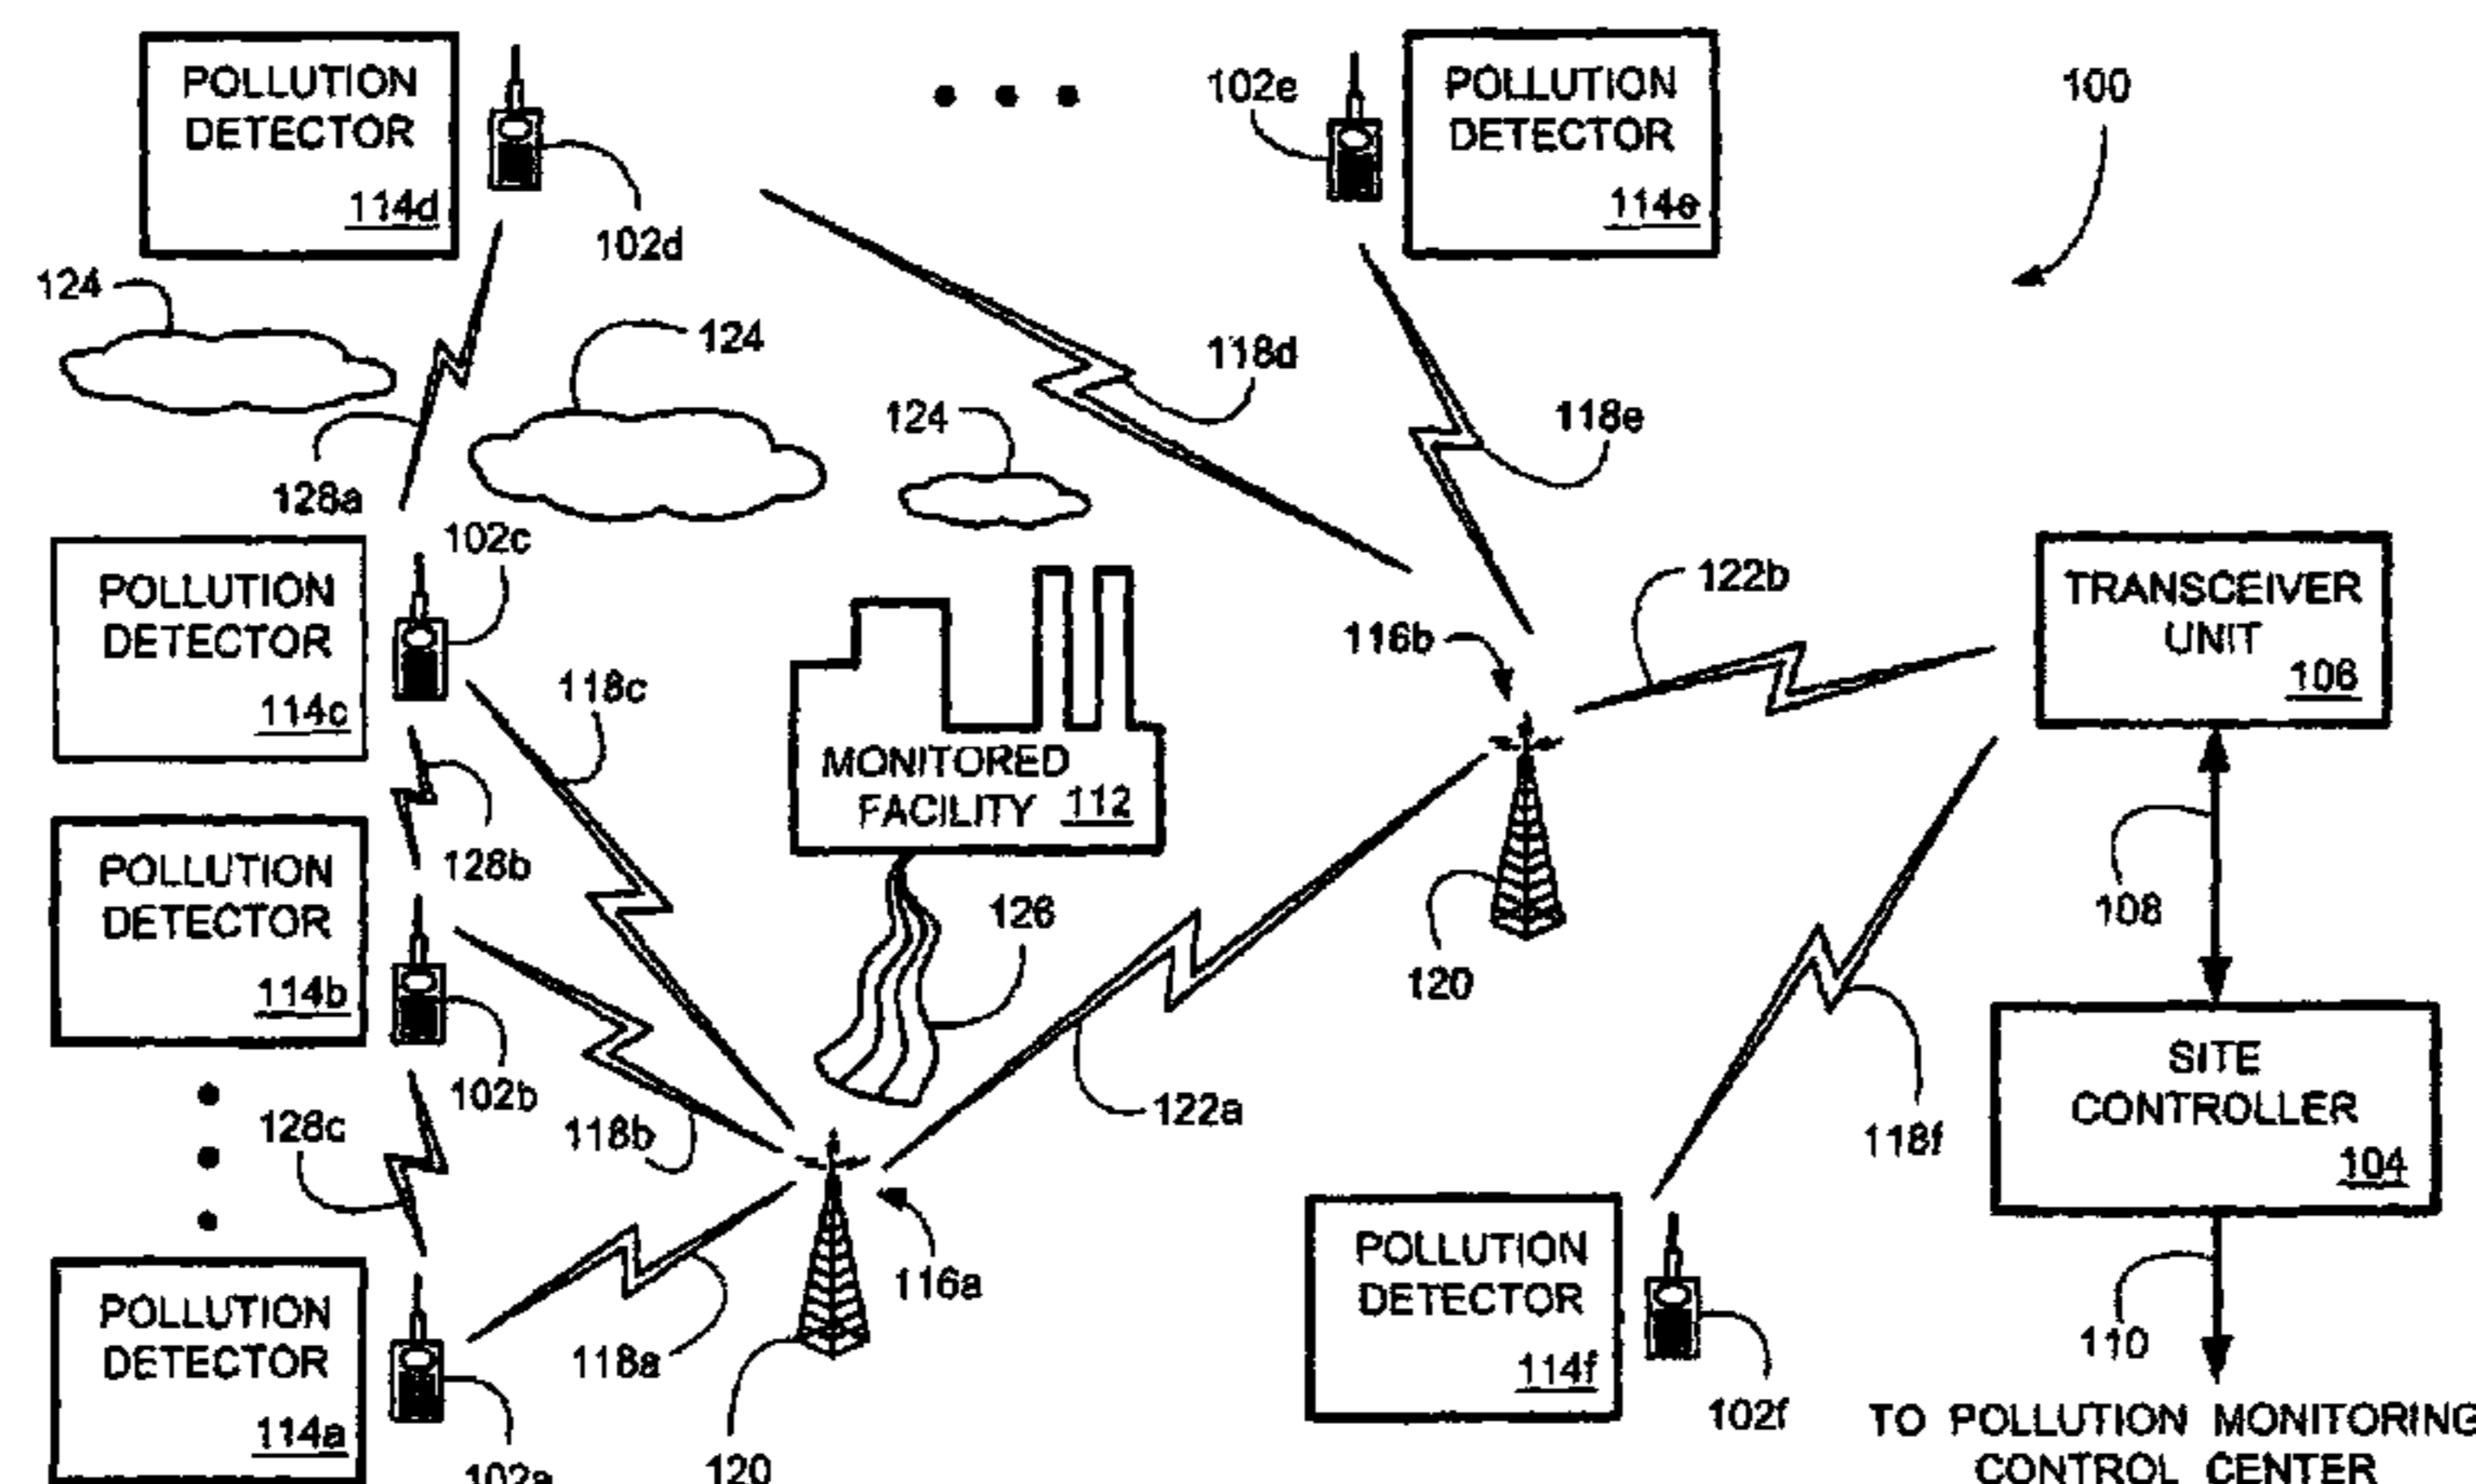 POLLUTION
DETECTOR
114d
102d
102e
POLLUTION
DETECTOR
114e
100
124
124
124
118d
118e
128a
102c
POLLUTION
DETECTOR
114c
118c
128b
MONITORED
FACILITY 112
116b
122b
TRANSCEIVER
UNIT
106
108
POLLUTION
DETECTOR
114b
102b
126
120
118b
122a
128c
118f
SITE
CONTROLLER
104
POLLUTION
DETECTOR
114a
102a
118a
116a
120
POLLUTION
DETECTOR
114f
102f
110
TO POLLUTION MONITORING
CONTROL CENTER